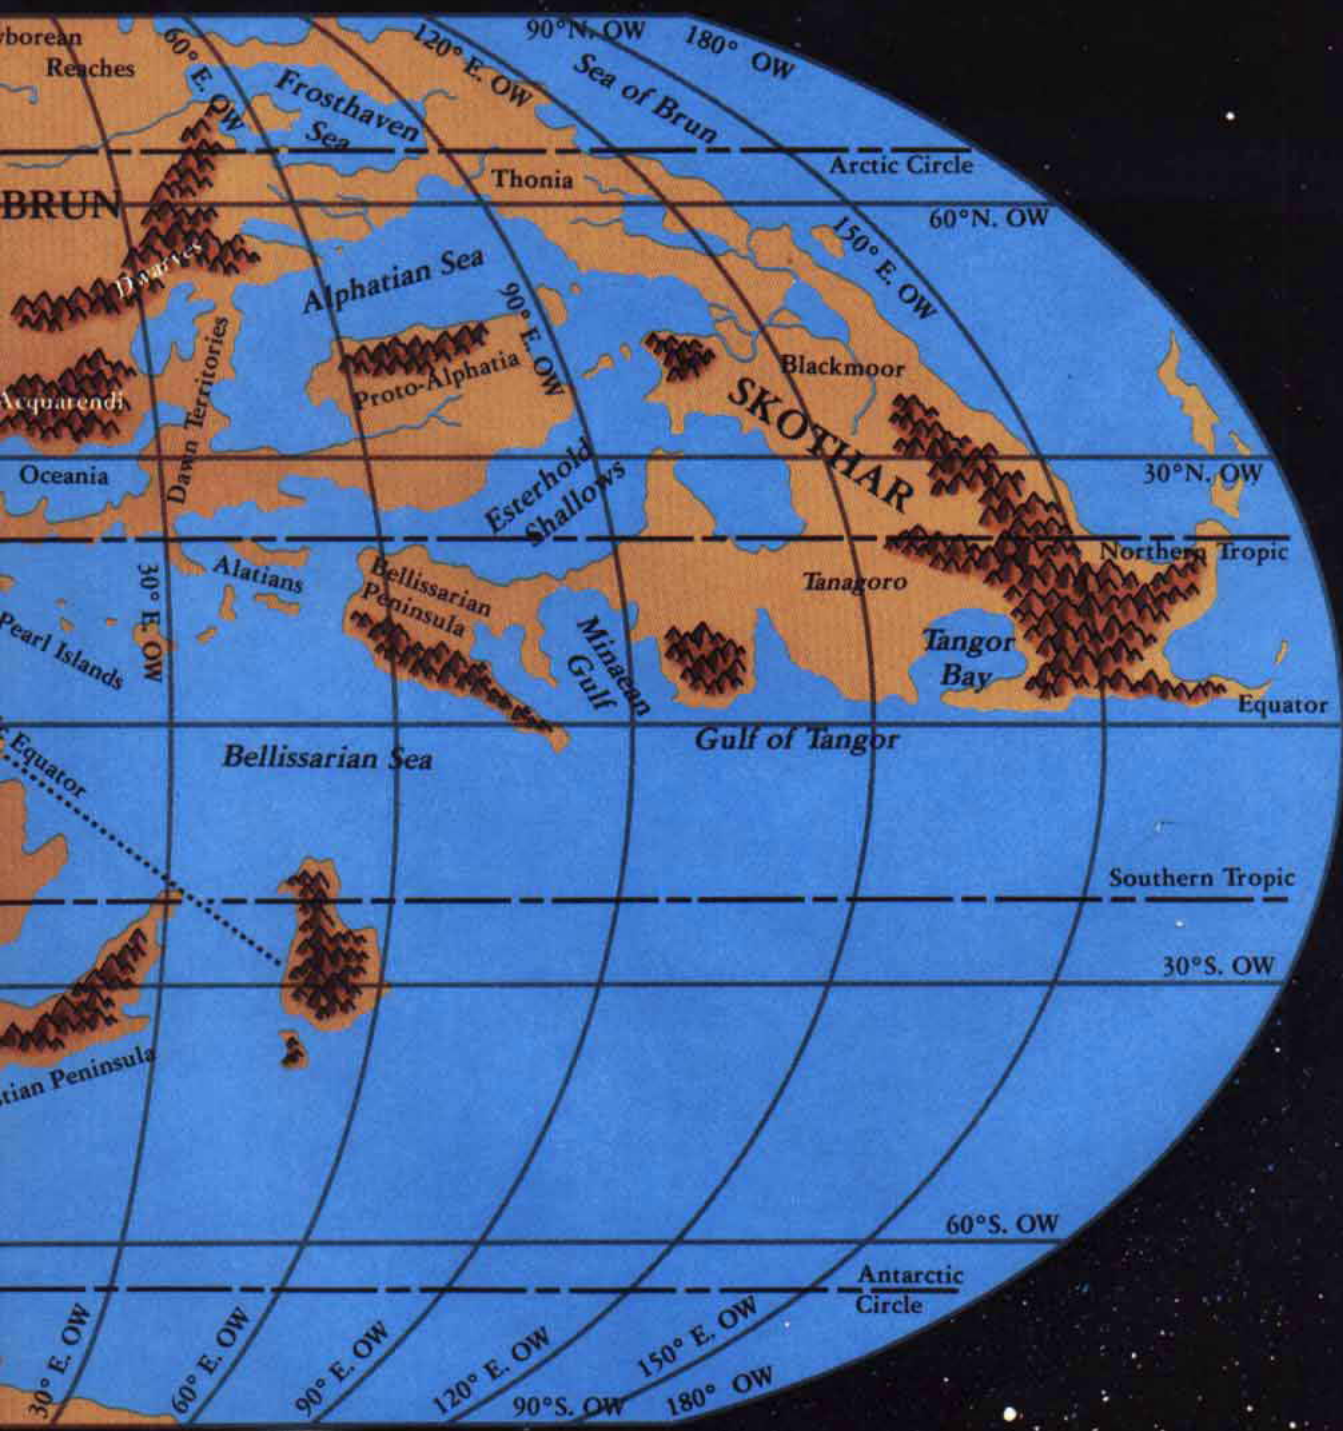 yborean
Reaches
60° E. OW
Frosthaven
Sea
120° E. OW
90°N. OW
180° OW
Sea of Brun
Arctic Circle
BRUN
Thonia
60°N. OW
150° E. OW
Dwarves
Alphatian Sea
90° E. OW
Dawn Territories
Proto-Alphatia
Blackmoor
Acquarendi
SKOTHAR
Oceania
Esterhold
Shallows
30°N. OW
Northern Tropic
30° E. OW
Alatians
Bellissarian
Peninsula
Tanagoro
Pearl Islands
Minaean
Gulf
Tangor
Bay
Equator
Gulf of Tangor
Equator
Bellissarian Sea
Southern Tropic
30°S. OW
stian Peninsula
60°S. OW
Antarctic
Circle
30° E. OW
60° E. OW
90° E. OW
120° E. OW
150° E. OW
90°S. OW
180° OW